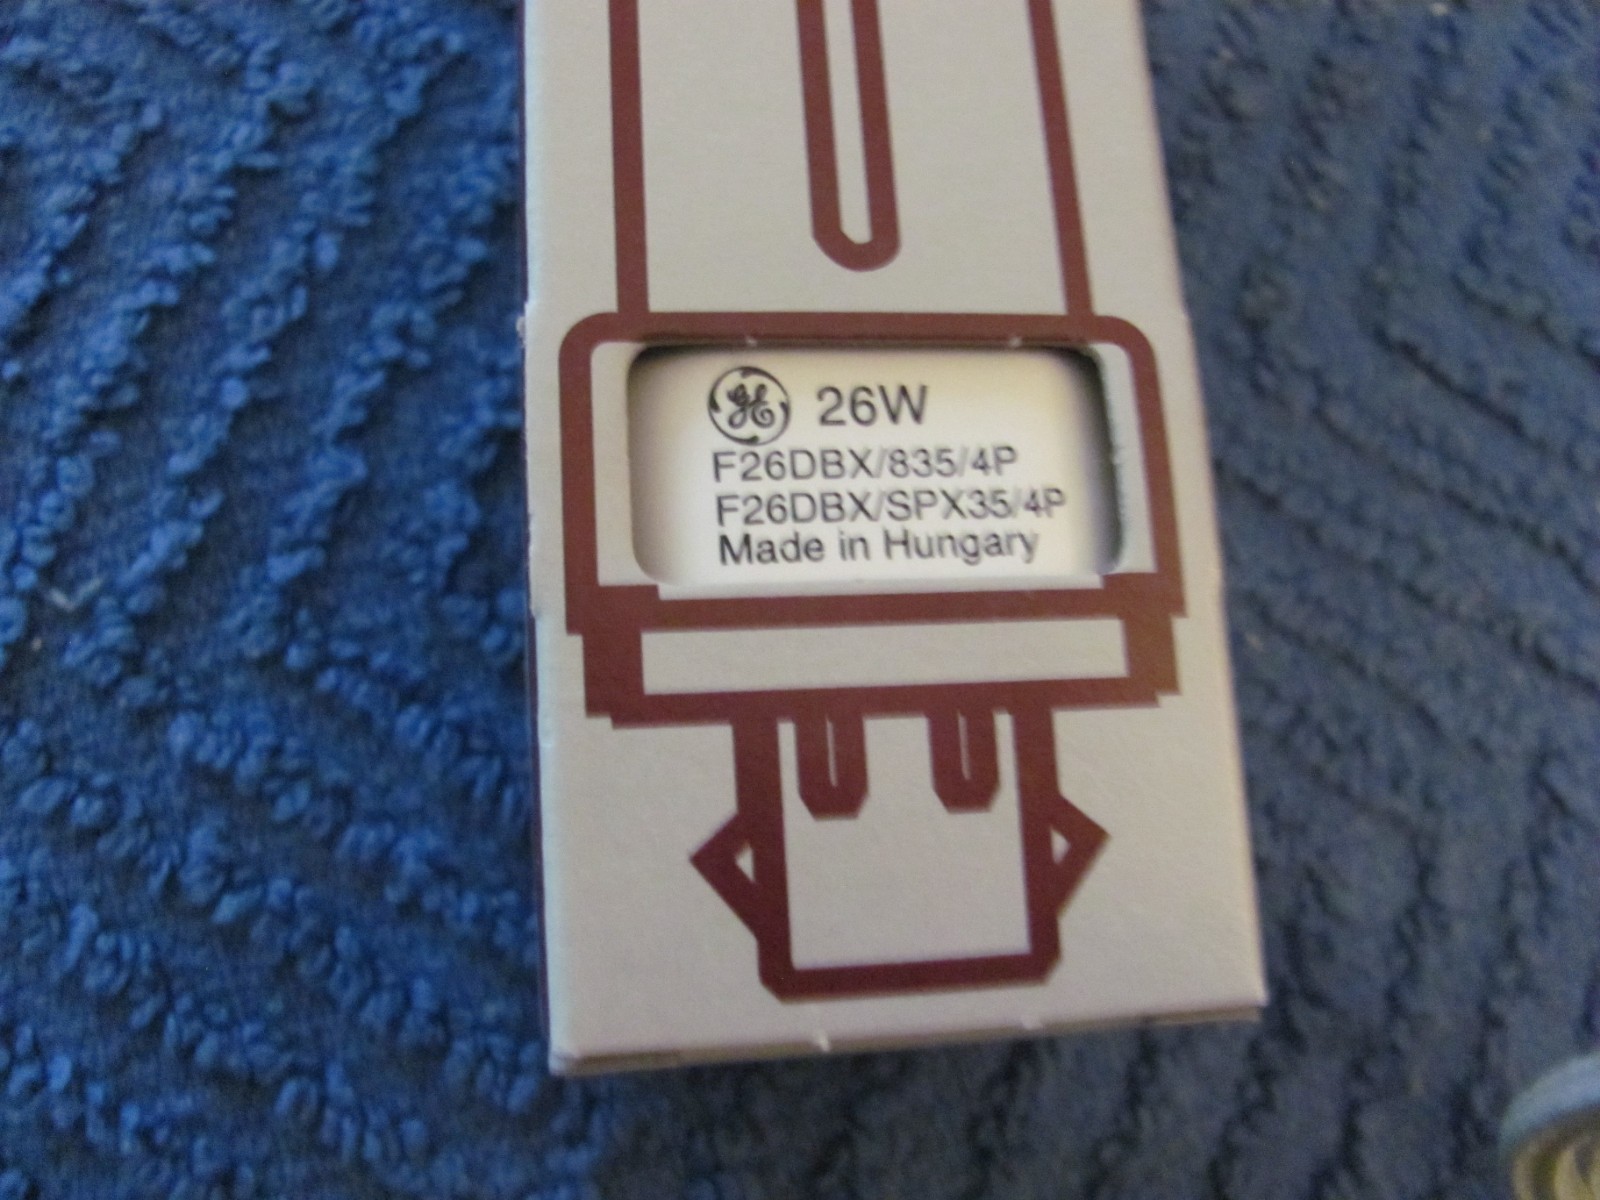 GE 26W
F26DBX/835/4P
F26DBX/SPX35/4P
Made in Hungary